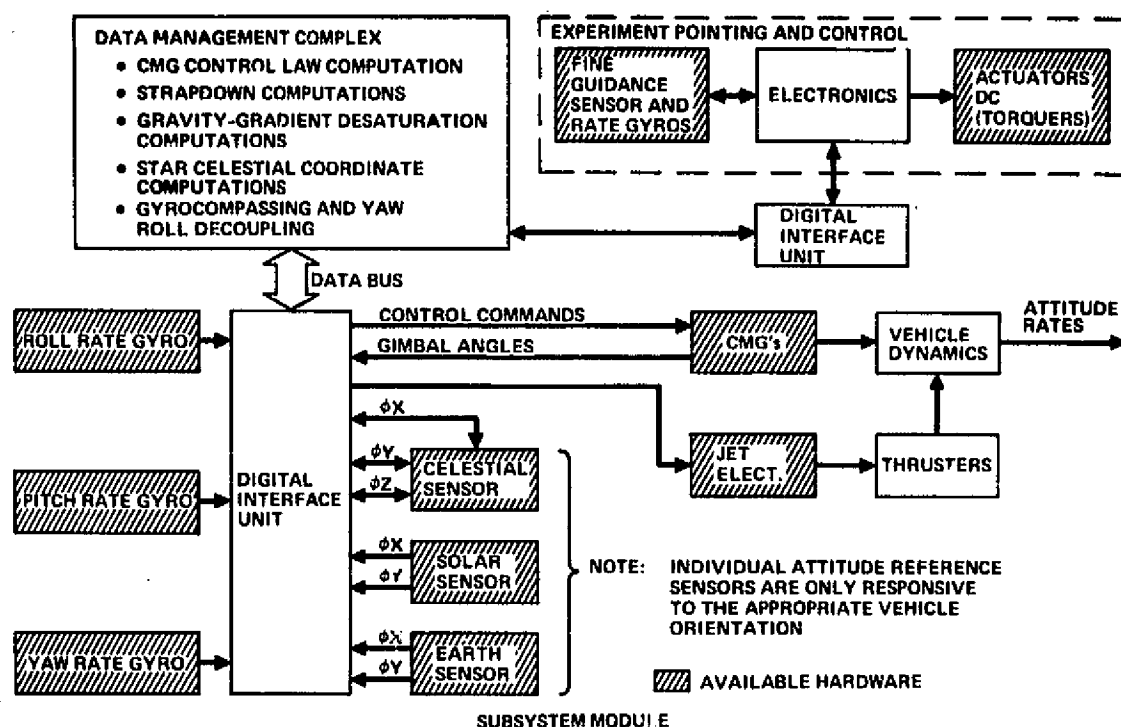 DATA MANAGEMENT COMPLEX
• CMG CONTROL LAW COMPUTATION
• STRAPDOWN COMPUTATIONS
• GRAVITY-GRADIENT DESATURATION
COMPUTATIONS
• STAR CELESTIAL COORDINATE
COMPUTATIONS
• GYROCOMPASSING AND YAW
ROLL DECOUPLING
EXPERIMENT POINTING AND CONTROL
FINE
GUIDANCE
SENSOR AND
RATE GYROS
ELECTRONICS
ACTUATORS
DC
(TORQUERS)
DIGITAL
INTERFACE
UNIT
DATA BUS
ROLL RATE GYRO
PITCH RATE GYRO
YAW RATE GYRO
DIGITAL
INTERFACE
UNIT
CONTROL COMMANDS
GIMBAL ANGLES
CMG's
VEHICLE
DYNAMICS
ATTITUDE
RATES
JET
ELECT.
THRUSTERS
ϕX
ϕY
ϕZ
CELESTIAL
SENSOR
ϕX
ϕY
SOLAR
SENSOR
ϕX
ϕY
EARTH
SENSOR
NOTE: INDIVIDUAL ATTITUDE REFERENCE
SENSORS ARE ONLY RESPONSIVE
TO THE APPROPRIATE VEHICLE
ORIENTATION
AVAILABLE HARDWARE
SUBSYSTEM MODULE